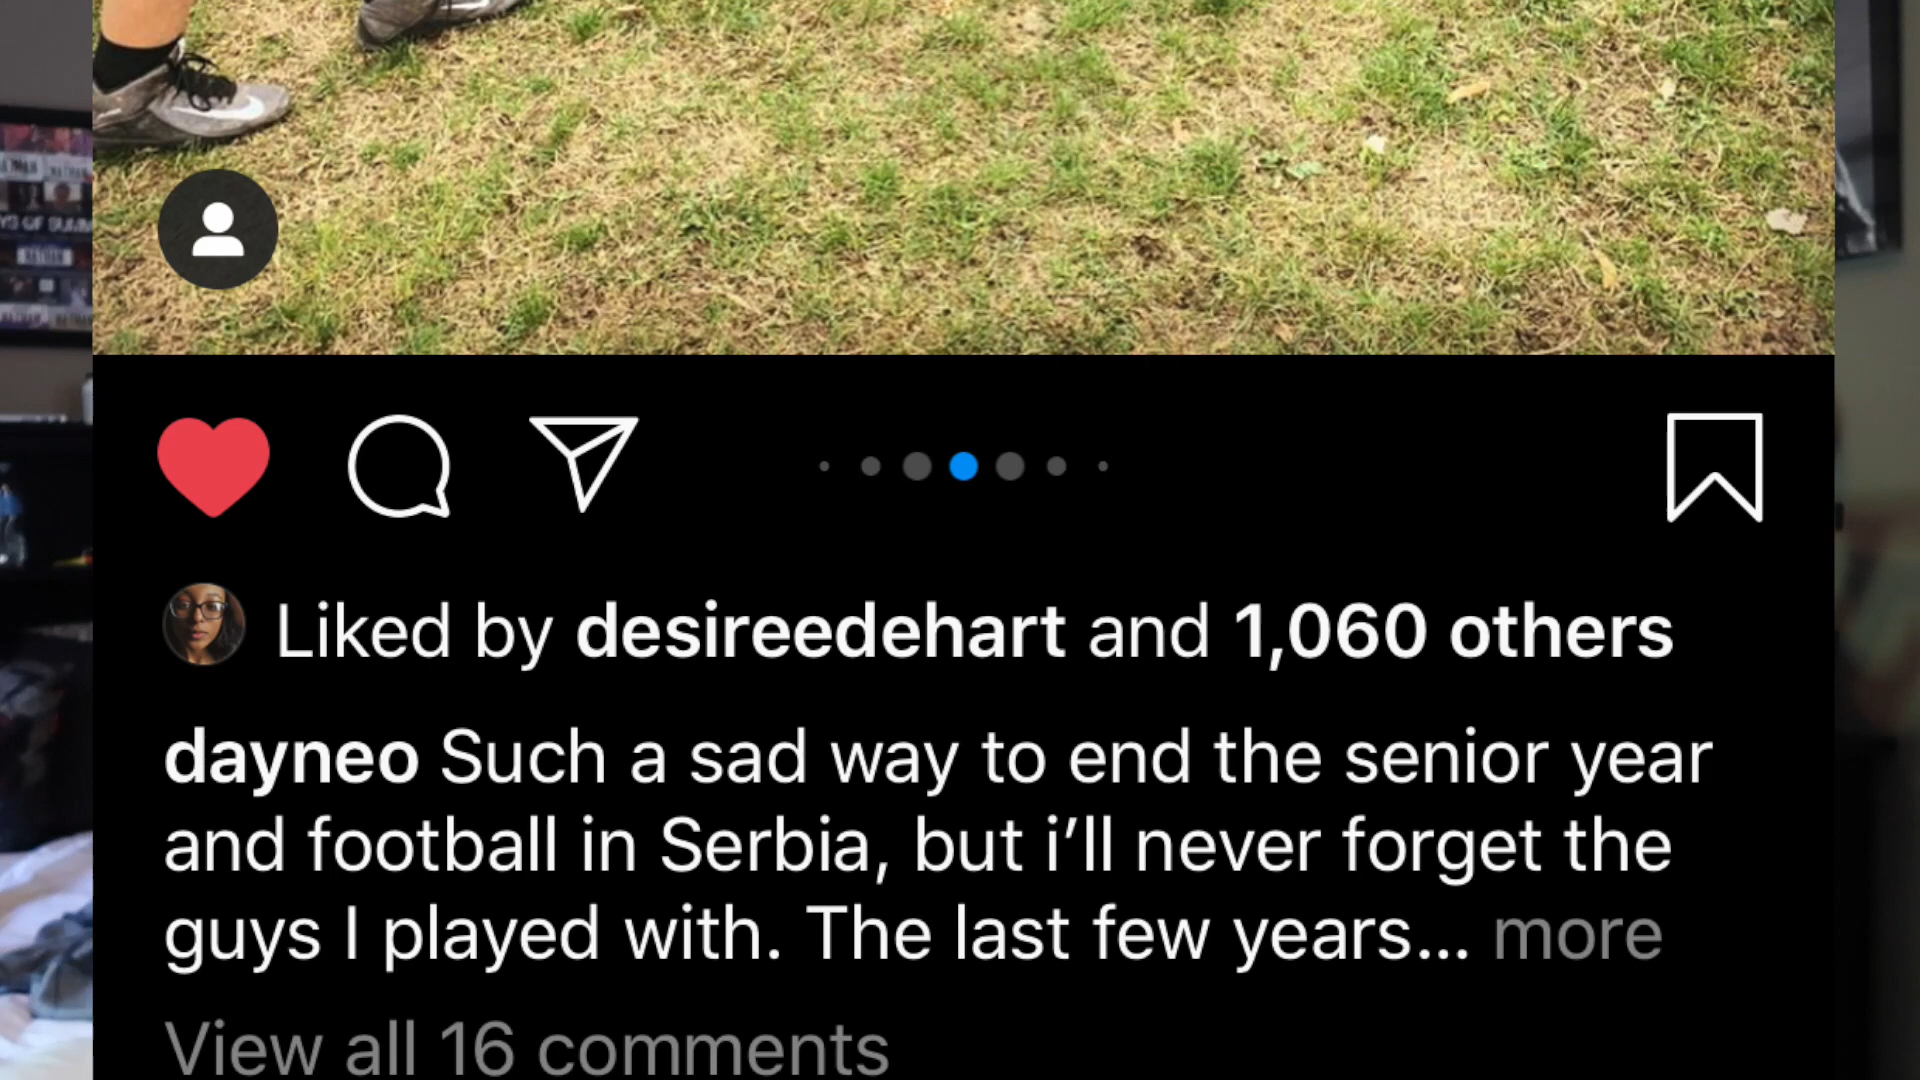 Liked by desireedehart and 1,060 others
dayneo Such a sad way to end the senior year
and football in Serbia, but i’ll never forget the
guys I played with. The last few years... more
View all 16 comments